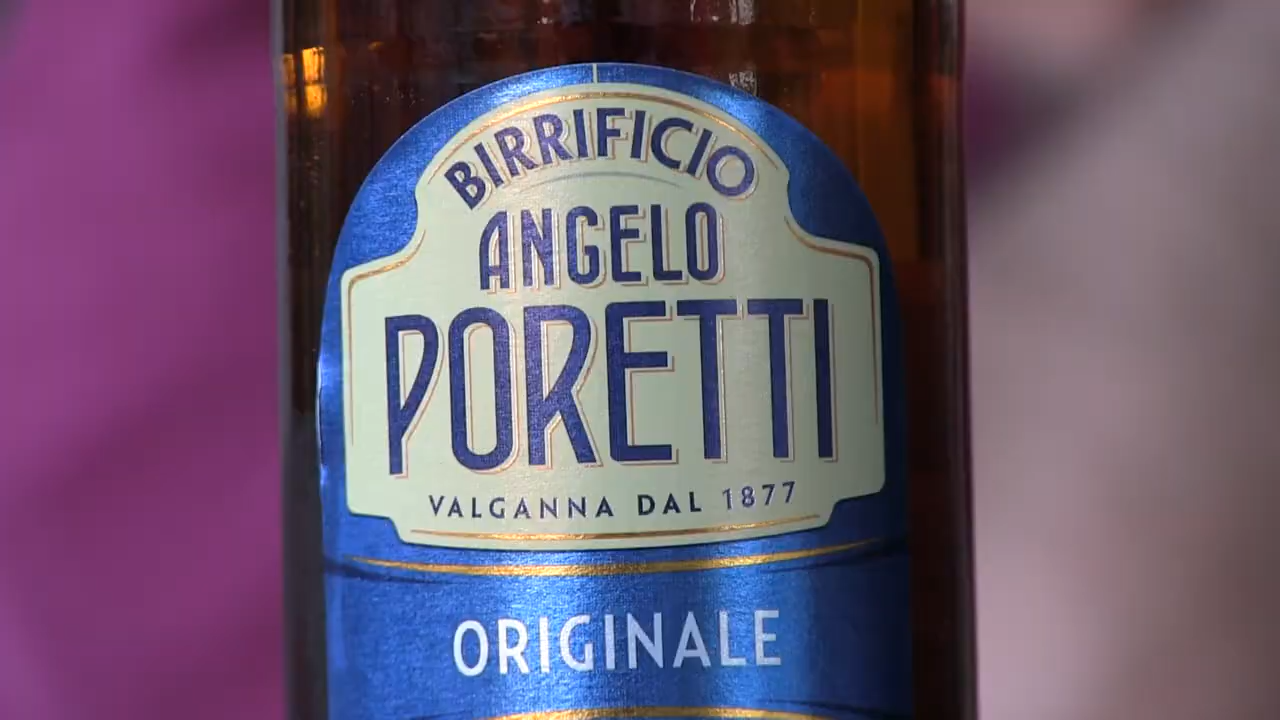 BIRRIFICIO
ANGELO
PORETTI
VALGANNA DAL 1877
ORIGINALE